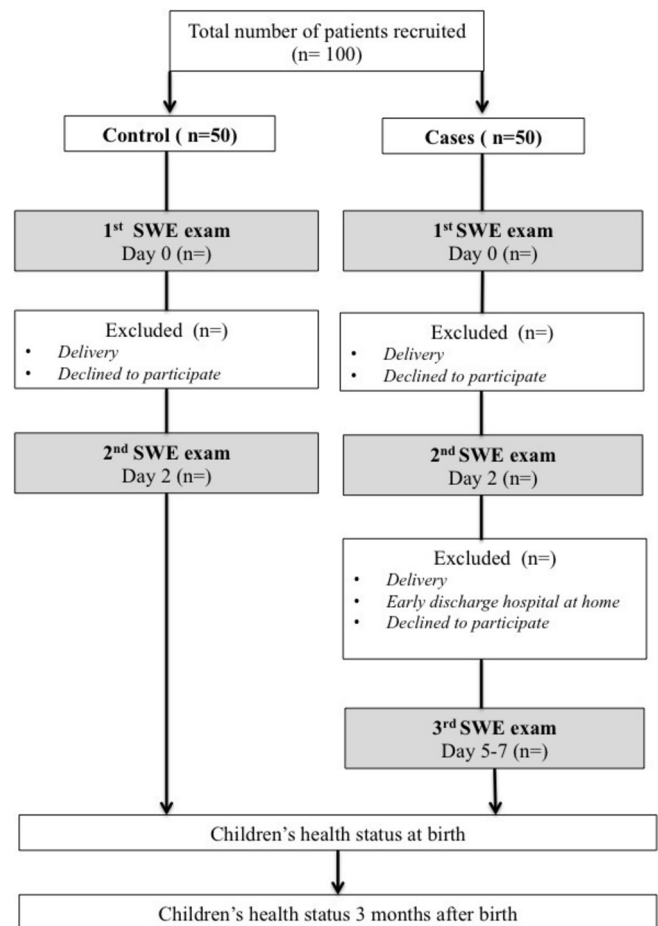 Total number of patients recruited
(n= 100)
Control ( n=50)
Cases ( n=50)
1st SWE exam
Day 0 (n=)
1st SWE exam
Day 0 (n=)
Excluded (n=)
• Delivery
• Declined to participate
Excluded (n=)
• Delivery
• Declined to participate
2nd SWE exam
Day 2 (n=)
2nd SWE exam
Day 2 (n=)
Excluded (n=)
• Delivery
• Early discharge hospital at home
• Declined to participate
3rd SWE exam
Day 5-7 (n=)
Children's health status at birth
Children's health status 3 months after birth